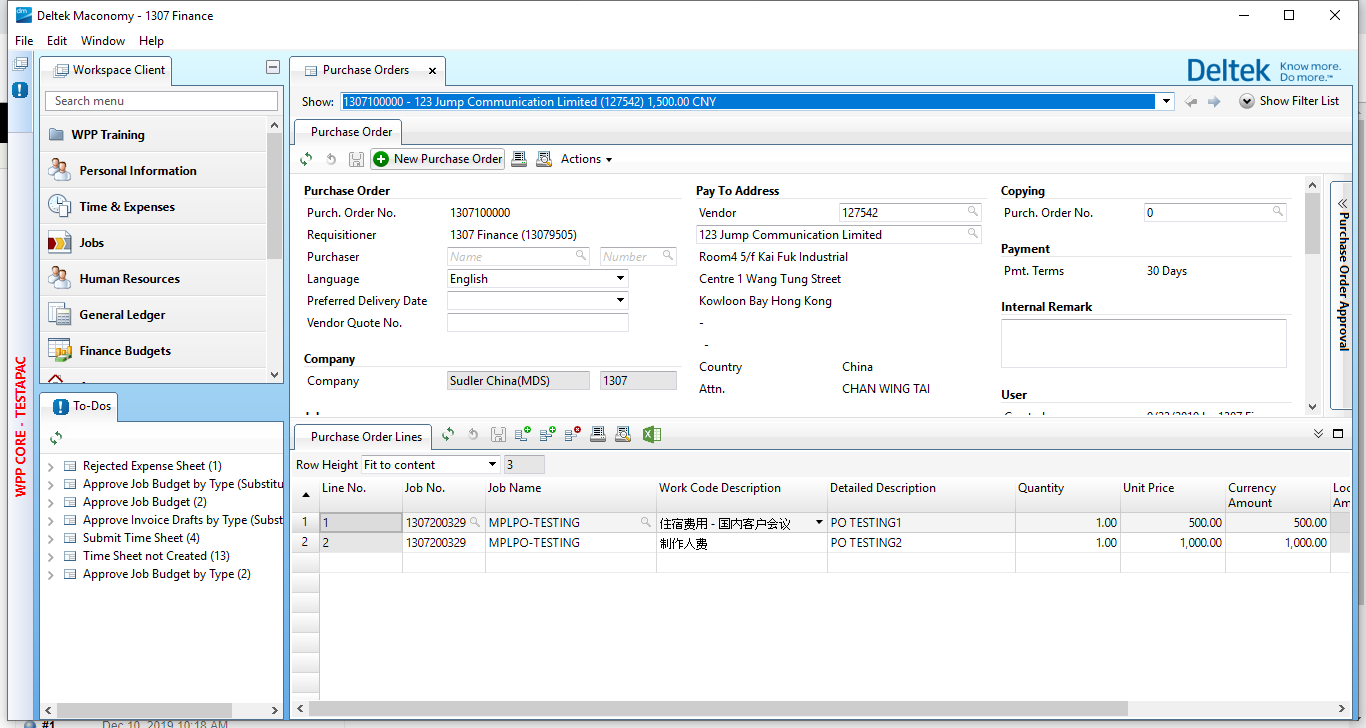 Deltek Maconomy - 1307 Finance
File Edit Window Help
Workspace Client
Search menu
WPP Training
Personal Information
Time & Expenses
Jobs
Human Resources
General Ledger
Finance Budgets
WPP CORE - TESTAPAC
To-Dos
Rejected Expense Sheet (1)
Approve Job Budget by Type (Substitu
Approve Job Budget (2)
Approve Invoice Drafts by Type (Subst
Submit Time Sheet (4)
Time Sheet not Created (13)
Approve Job Budget by Type (2)
Purchase Orders
Deltek Know more.
Do more.™
Show: 1307100000 - 123 Jump Communication Limited (127542) 1,500.00 CNY Show Filter List
Purchase Order
New Purchase Order Actions
Purchase Order
Purch. Order No. 1307100000
Requisitioner 1307 Finance (13079505)
Purchaser Name Number
Language English
Preferred Delivery Date
Vendor Quote No.
Company
Company Sudler China(MDS) 1307
Pay To Address
Vendor 127542
123 Jump Communication Limited
Room4 5/f Kai Fuk Industrial
Centre 1 Wang Tung Street
Kowloon Bay Hong Kong
-
-
Country China
Attn. CHAN WING TAI
Copying
Purch. Order No. 0
Payment
Pmt. Terms 30 Days
Internal Remark
User
Purchase Order Approval
Purchase Order Lines
Row Height Fit to content 3
Line No. Job No. Job Name Work Code Description Detailed Description Quantity Unit Price Currency Amount Loc Am
1 1 1307200329 MPLPO-TESTING 住宿费用 - 国内客户会议 PO TESTING1 1.00 500.00 500.00
2 2 1307200329 MPLPO-TESTING 制作人费 PO TESTING2 1.00 1,000.00 1,000.00
#1 Dec 10, 2019 10:18 AM